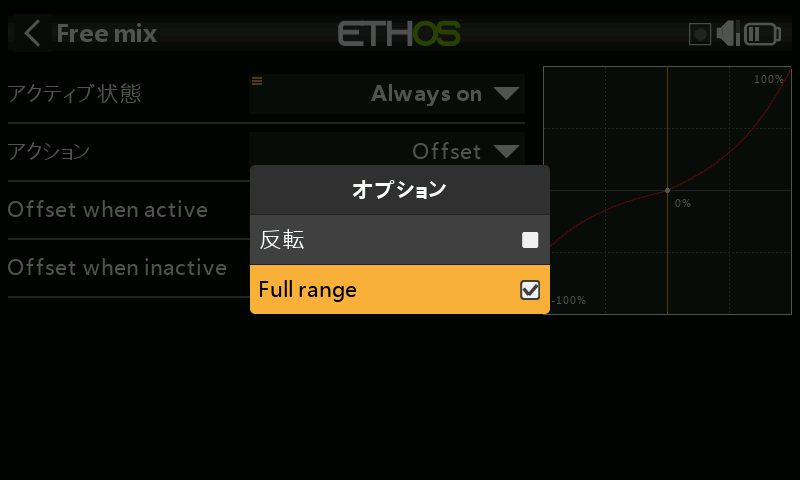 Free mix
ETHOS
アクティブ状態
Always on
100%
アクション
Offset
オプション
Offset when active
0%
反転
Offset when inactive
Full range
-100%